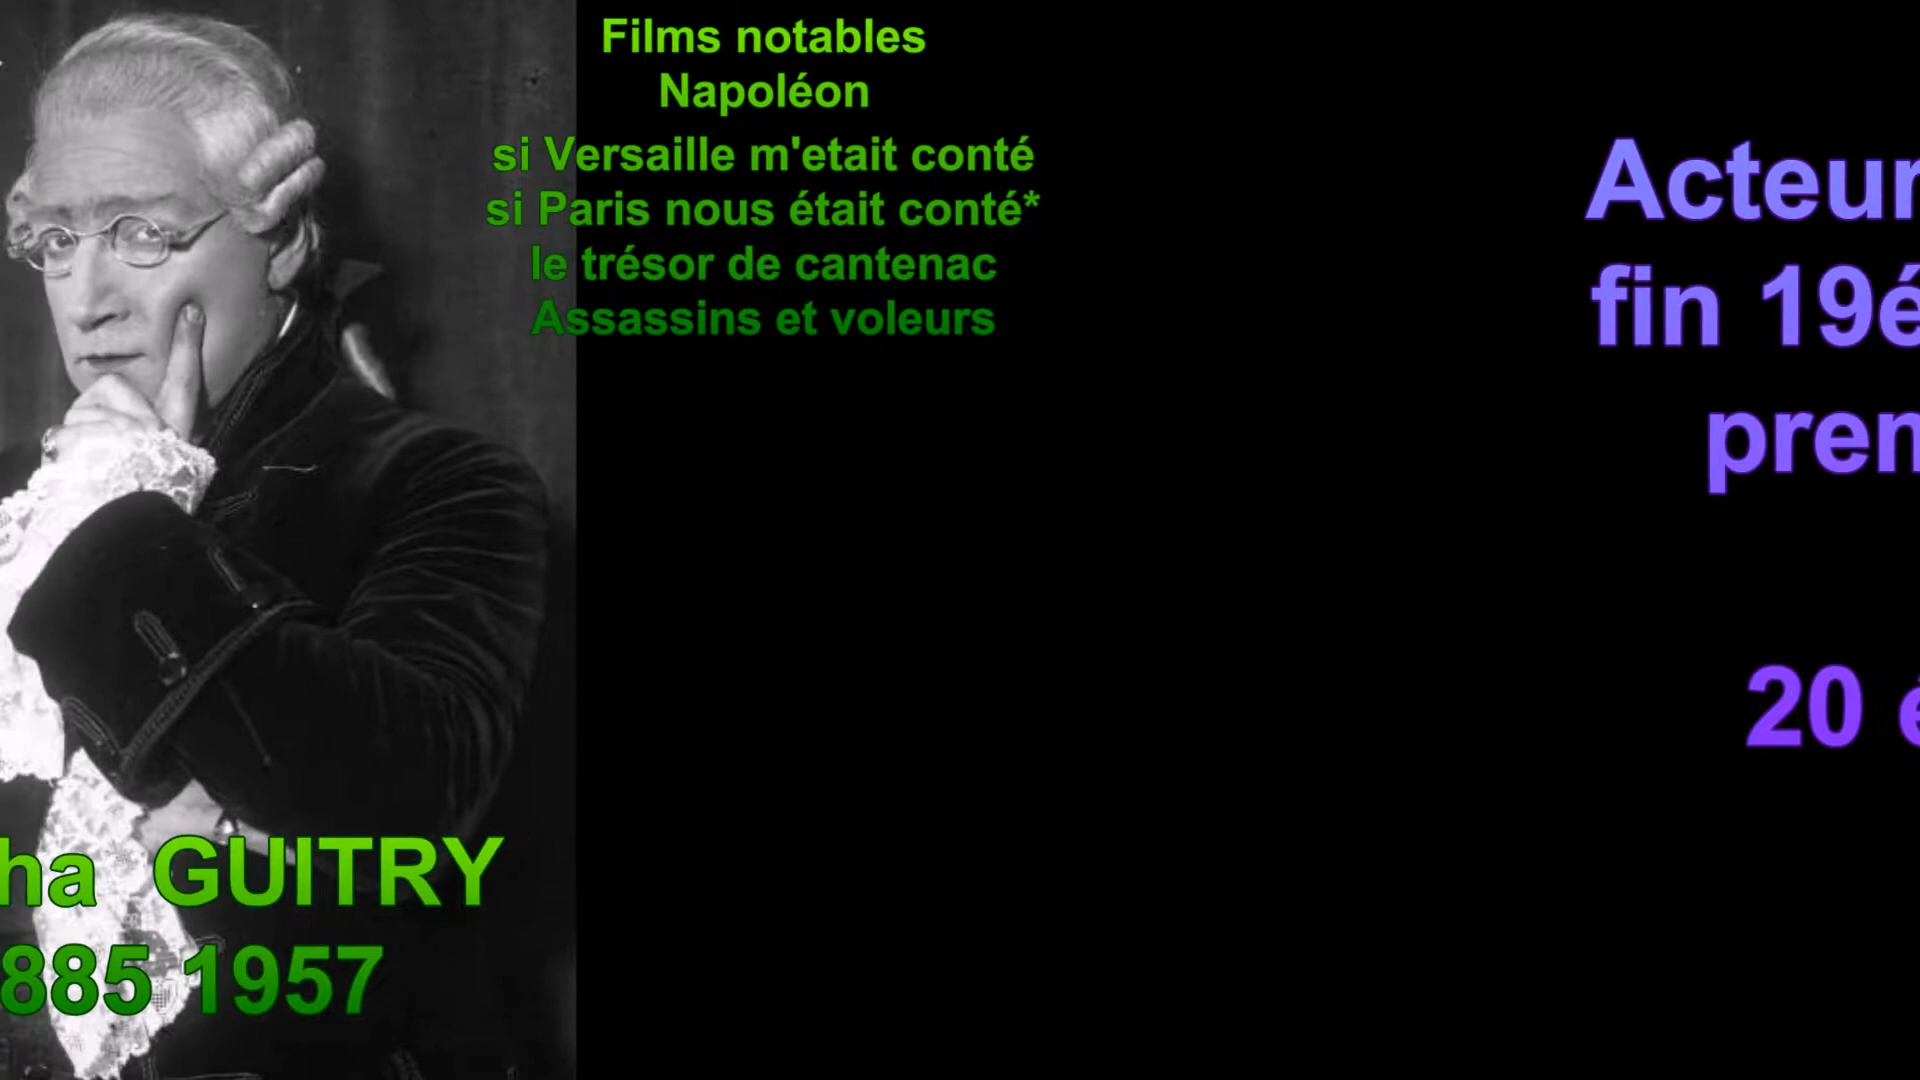 Films notables
Napoléon
si Versaille m'etait conté
si Paris nous était conté*
le trésor de cantenac
Assassins et voleurs
ha GUITRY
885 1957
Acteur
fin 19é
pren
20 é